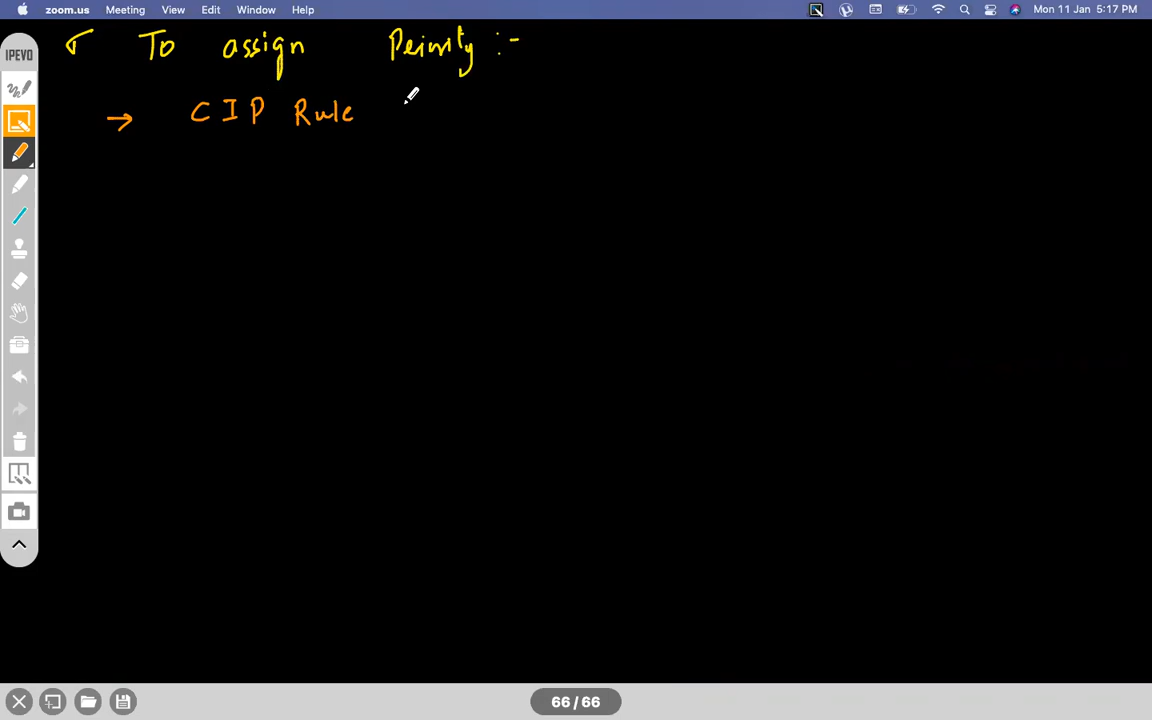 zoom.us Meeting View Edit Window Help Mon 11 Jan 5:17 PM
IPEVO
To assign Priority :-
→ C I P Rule
66 / 66